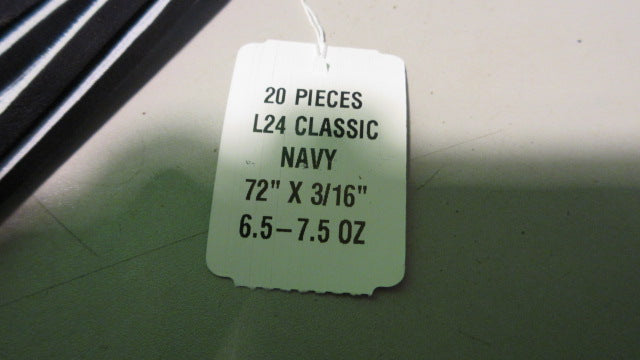 20 PIECES
L24 CLASSIC
NAVY
72" X 3/16"
6.5–7.5 OZ